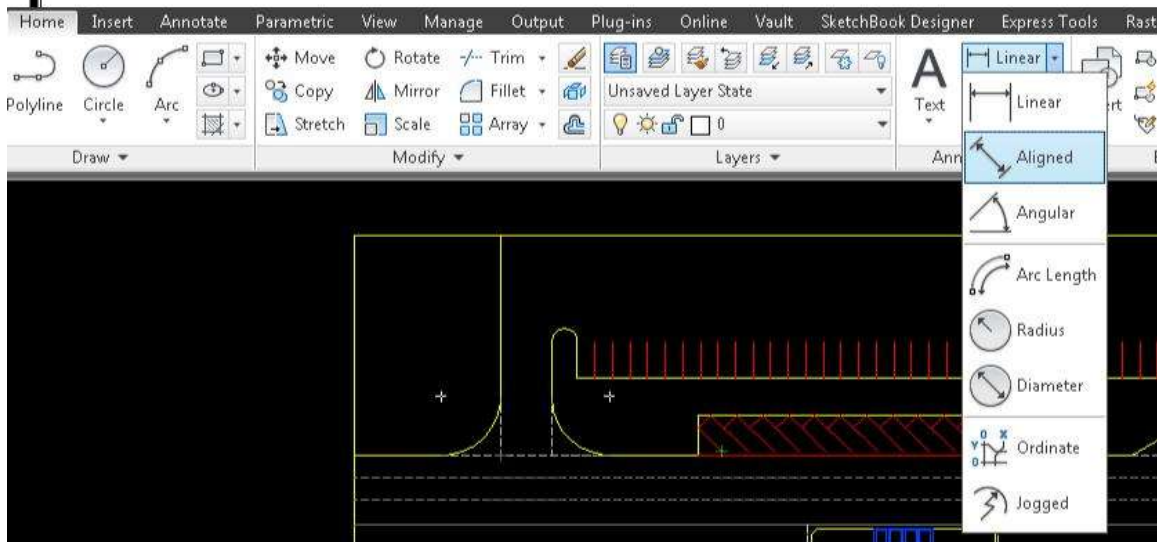 Home Insert Annotate Parametric View Manage Output Plug-ins Online Vault SketchBook Designer Express Tools Rast
Polyline Circle Arc
Move Rotate Trim
Copy Mirror Fillet
Stretch Scale Array
Unsaved Layer State
0
Text
Linear
Draw Modify Layers Ann
Linear
Aligned
Angular
Arc Length
Radius
Diameter
Ordinate
Jogged